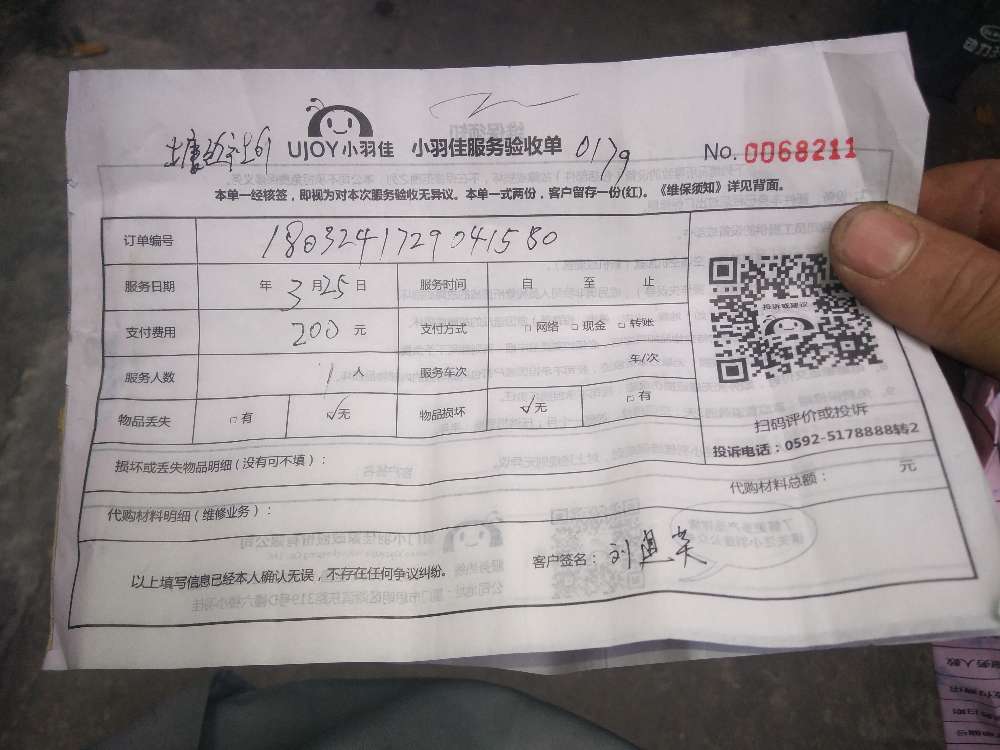 UJOY小羽佳 小羽佳服务验收单 0179 No. 0068211
本单一经核签，即视为对本次服务验收无异议。本单一式两份，客户留存一份(红)。《维保须知》详见背面。
订单编号 1803241729041580
服务日期 年 3 月 25 日 服务时间 自 至 止
支付费用 200 元 支付方式 □网络 □现金 □转账
服务人数 1 人 服务车次 车/次
物品丢失 □有 √无 物品损坏 √无 □有
投诉或建议
扫码评价或投诉
投诉电话：0592-5178888转2
损坏或丢失物品明细(没有可不填)：
代购材料明细(维修业务)： 代购材料总额： 元
以上填写信息已经本人确认无误，不存在任何争议纠纷。 客户签名：刘